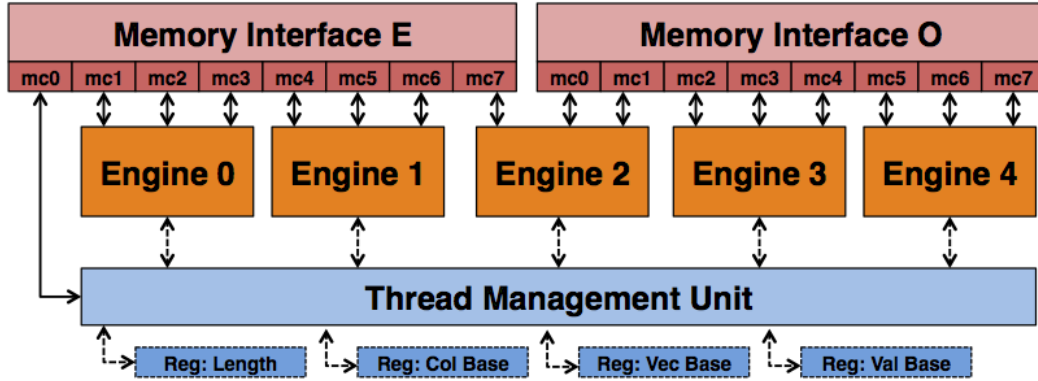 Memory Interface E Memory Interface O
mc0 mc1 mc2 mc3 mc4 mc5 mc6 mc7 mc0 mc1 mc2 mc3 mc4 mc5 mc6 mc7
Engine 0 Engine 1 Engine 2 Engine 3 Engine 4
Thread Management Unit
Reg: Length Reg: Col Base Reg: Vec Base Reg: Val Base